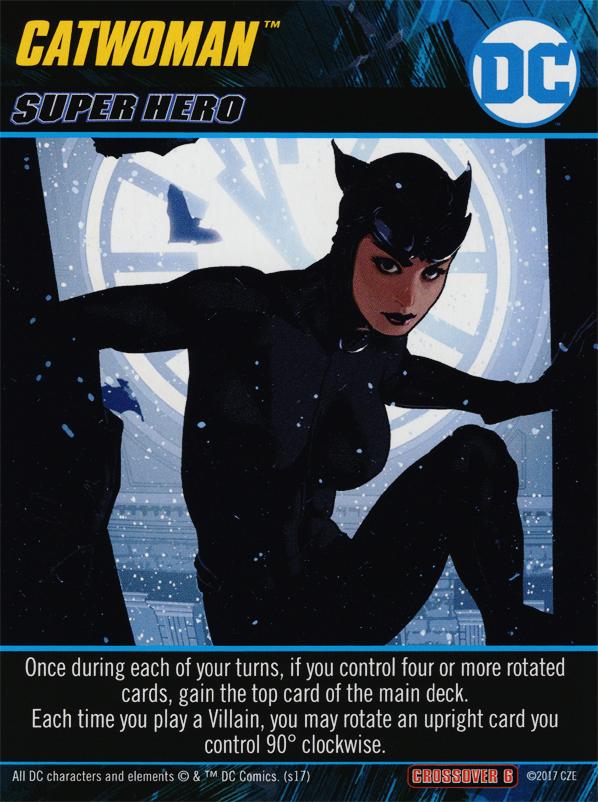 CATWOMAN™
DC
SUPER HERO
Once during each of your turns, if you control four or more rotated
cards, gain the top card of the main deck.
Each time you play a Villain, you may rotate an upright card you
control 90° clockwise.
All DC characters and elements © & ™ DC Comics. (s17) CROSSOVER 6 ©2017 CZE